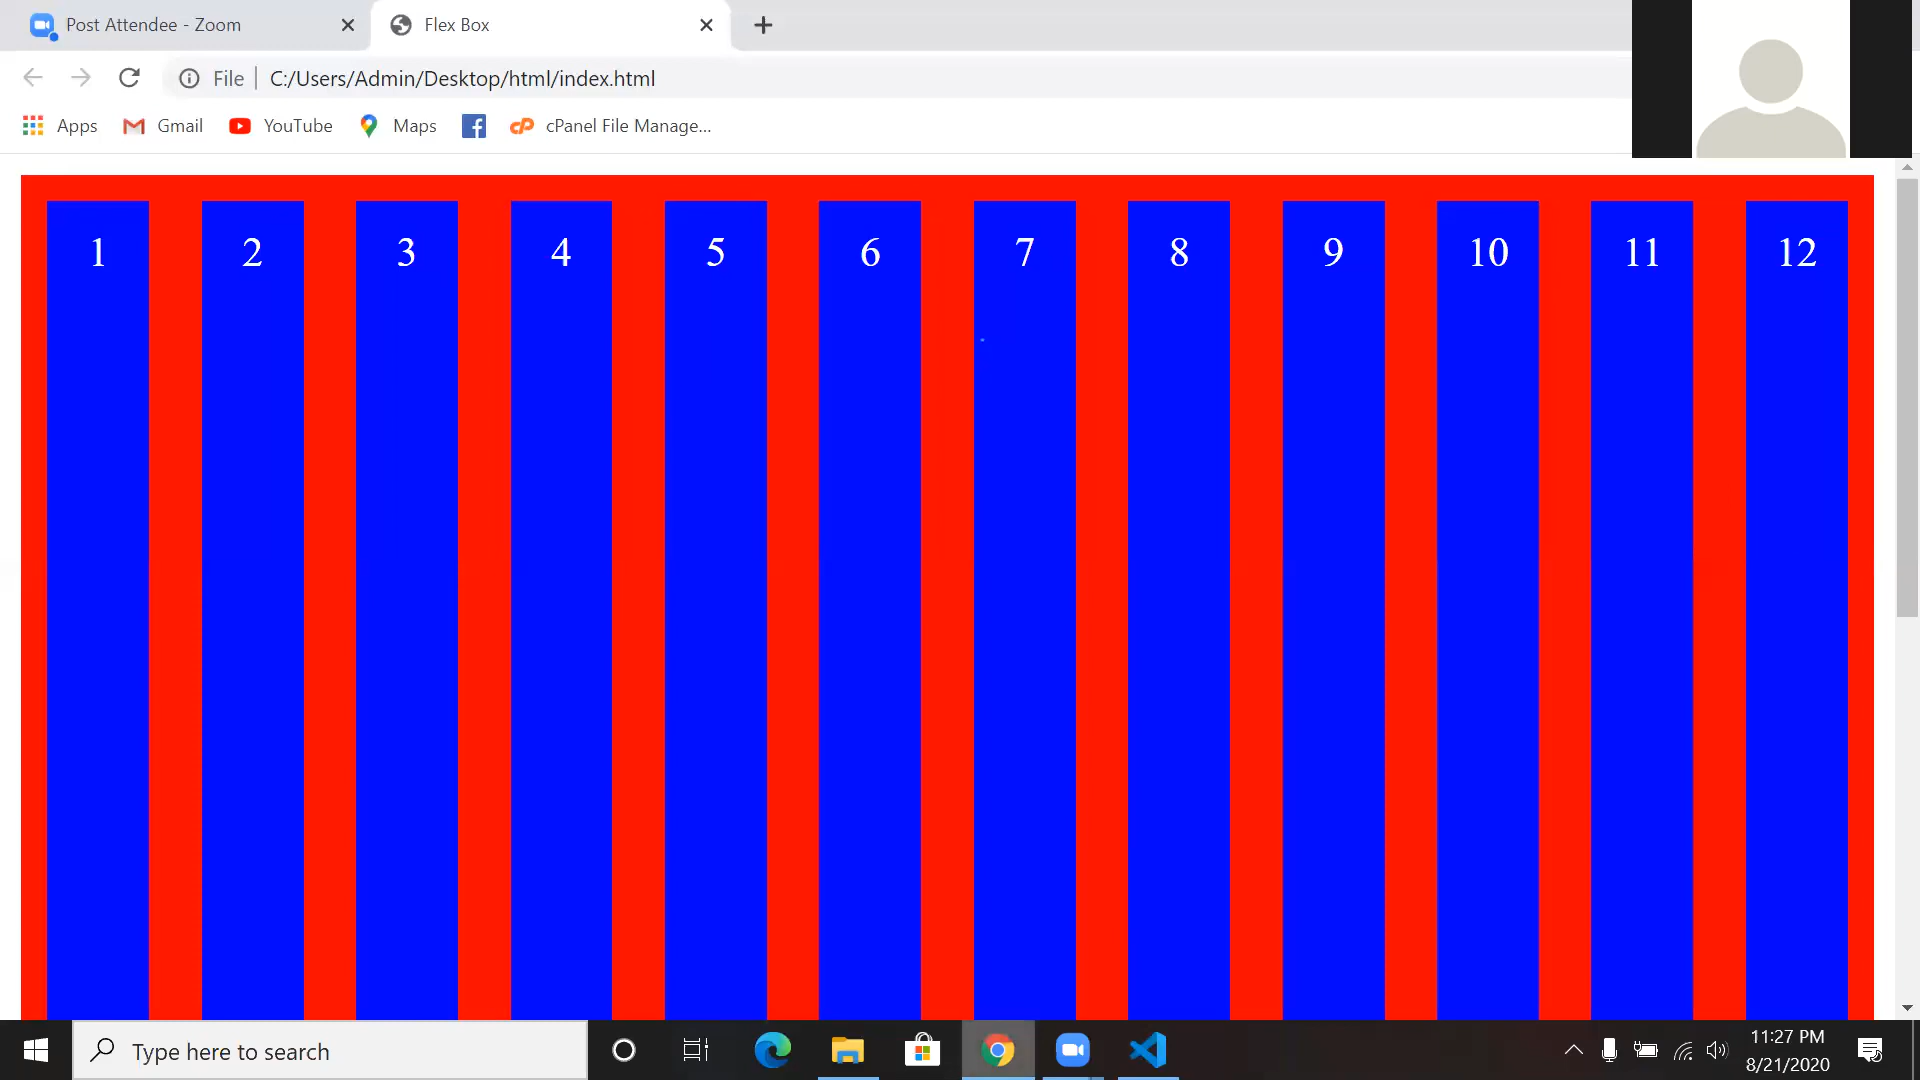 Post Attendee - Zoom
Flex Box
File
C:/Users/Admin/Desktop/html/index.html
Apps
Gmail
YouTube
Maps
cPanel File Manage...
1 2 3 4 5 6 7 8 9 10 11 12
Type here to search
11:27 PM
8/21/2020